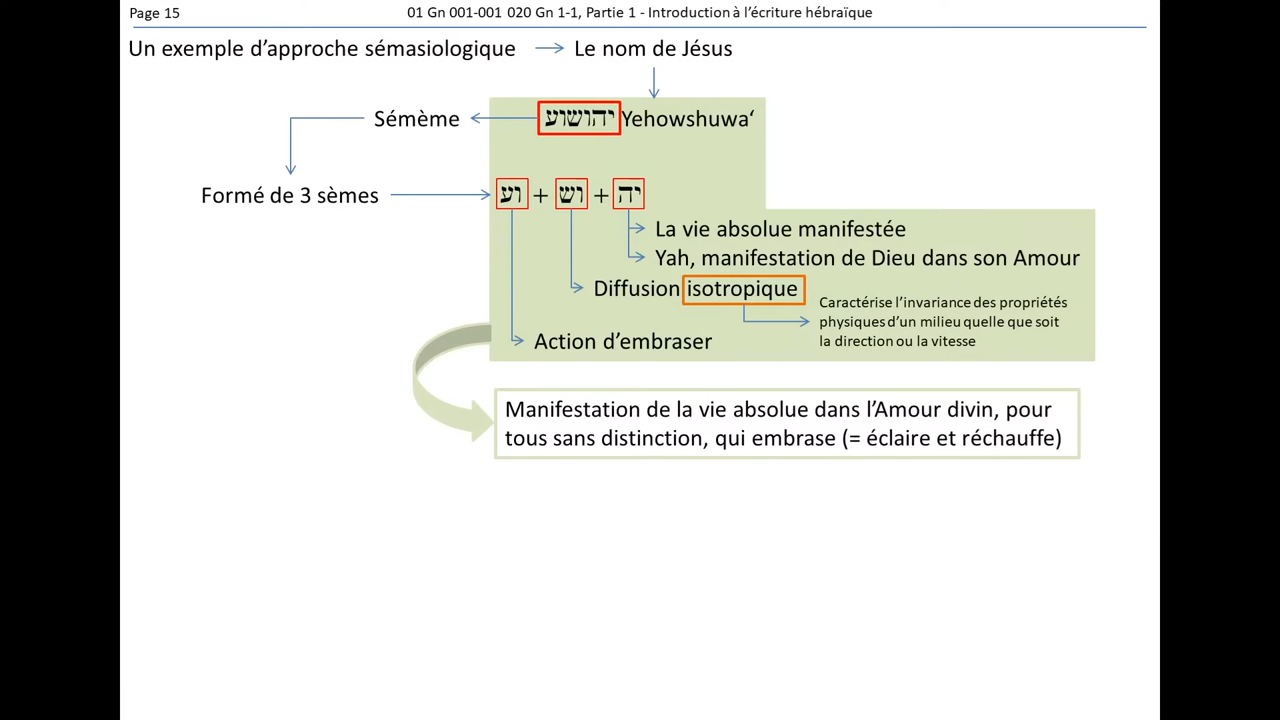 Page 15
01 Gn 001-001 020 Gn 1-1, Partie 1 - Introduction à l’écriture hébraïque
Un exemple d’approche sémasiologique
Le nom de Jésus
Sémème
יהושוע Yehowshuwa‘
Formé de 3 sèmes
יה + וש + וע
La vie absolue manifestée
Yah, manifestation de Dieu dans son Amour
Diffusion isotropique
Caractérise l’invariance des propriétés
physiques d’un milieu quelle que soit
la direction ou la vitesse
Action d’embraser
Manifestation de la vie absolue dans l’Amour divin, pour
tous sans distinction, qui embrase (= éclaire et réchauffe)